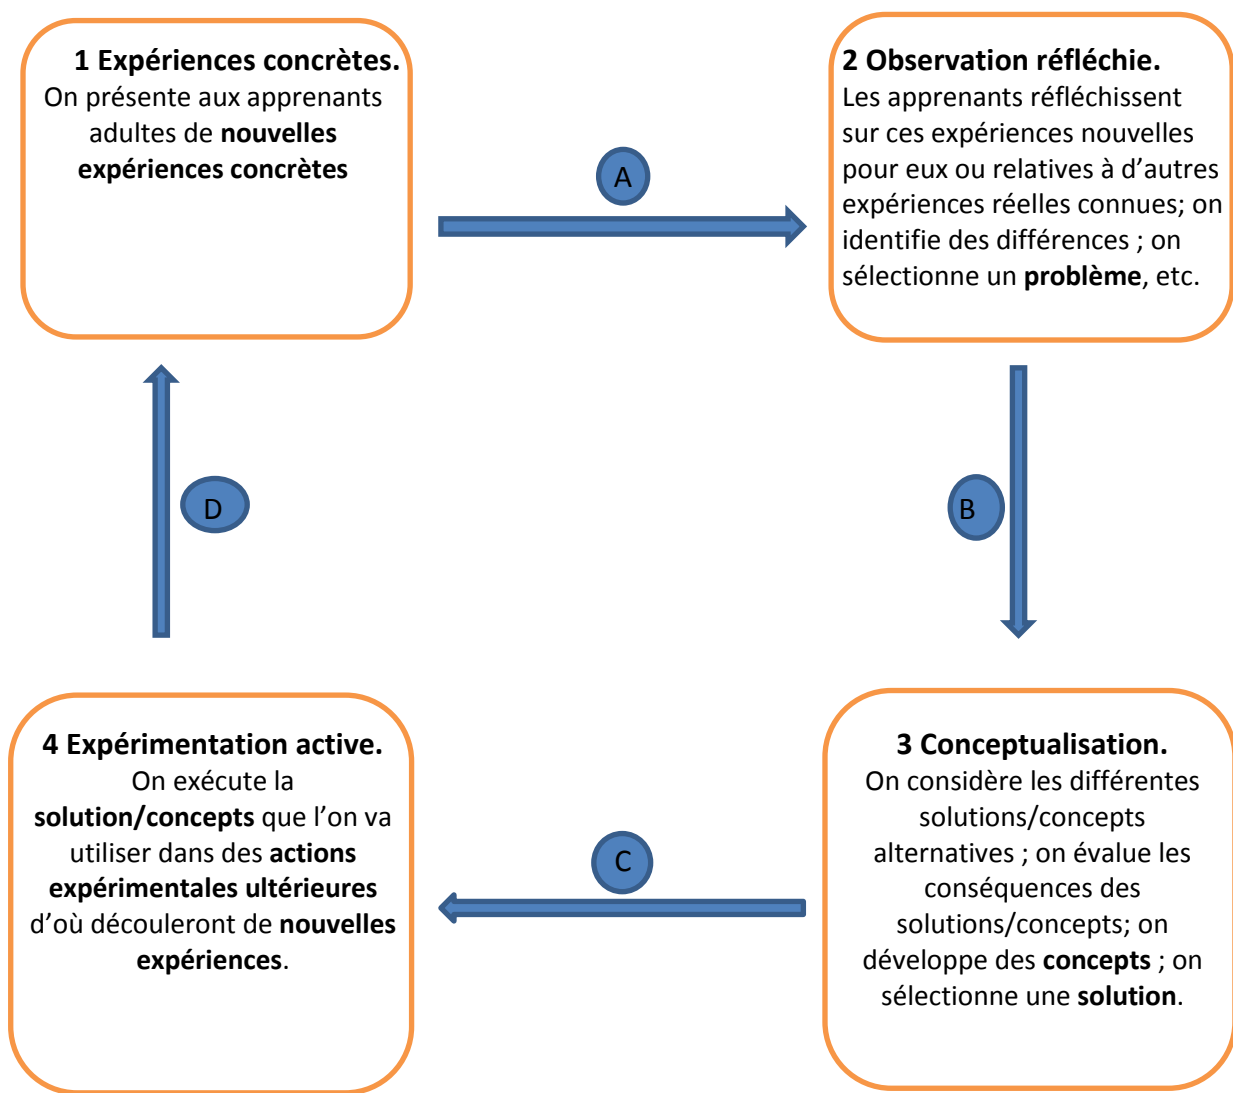 1 Expériences concrètes.
On présente aux apprenants
adultes de nouvelles
expériences concrètes
A
2 Observation réfléchie.
Les apprenants réfléchissent
sur ces expériences nouvelles
pour eux ou relatives à d’autres
expériences réelles connues; on
identifie des différences ; on
sélectionne un problème, etc.
D
B
4 Expérimentation active.
On exécute la
solution/concepts que l’on va
utiliser dans des actions
expérimentales ultérieures
d’où découleront de nouvelles
expériences.
C
3 Conceptualisation.
On considère les différentes
solutions/concepts
alternatives ; on évalue les
conséquences des
solutions/concepts; on
développe des concepts ; on
sélectionne une solution.